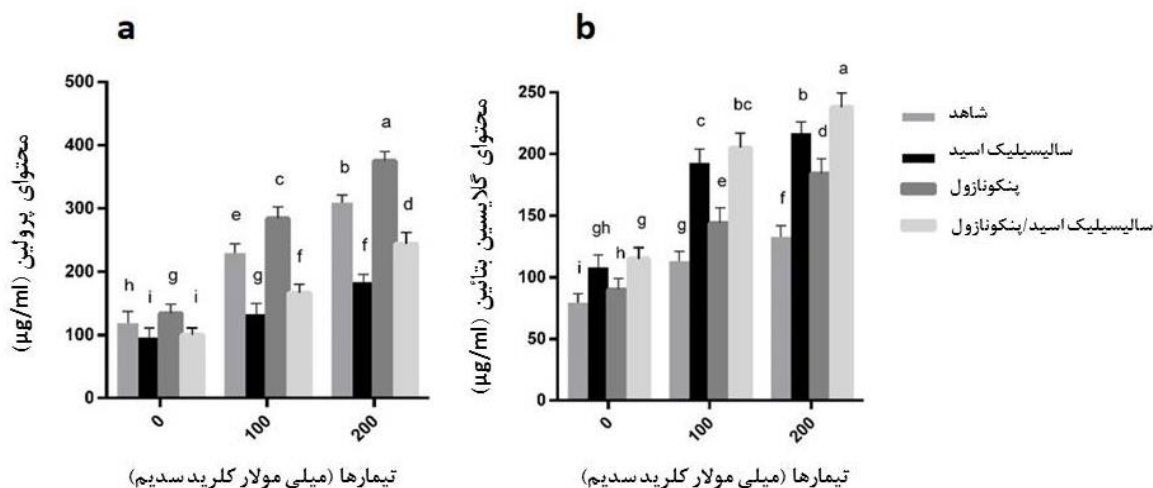 a
محتوای پرولین (µg/ml)
500
400
300
200
100
0
h
i
g
i
e
g
c
f
b
f
a
d
0
100
200
تیمارها (میلی مولار کلرید سدیم)
b
محتوای گلایسین بتائین (µg/ml)
250
200
150
100
50
0
i
gh
h
g
g
c
e
bc
f
b
d
a
0
100
200
تیمارها (میلی مولار کلرید سدیم)
شاهد
سالیسیلیک اسید
پنکونازول
سالیسیلیک اسید/پنکونازول